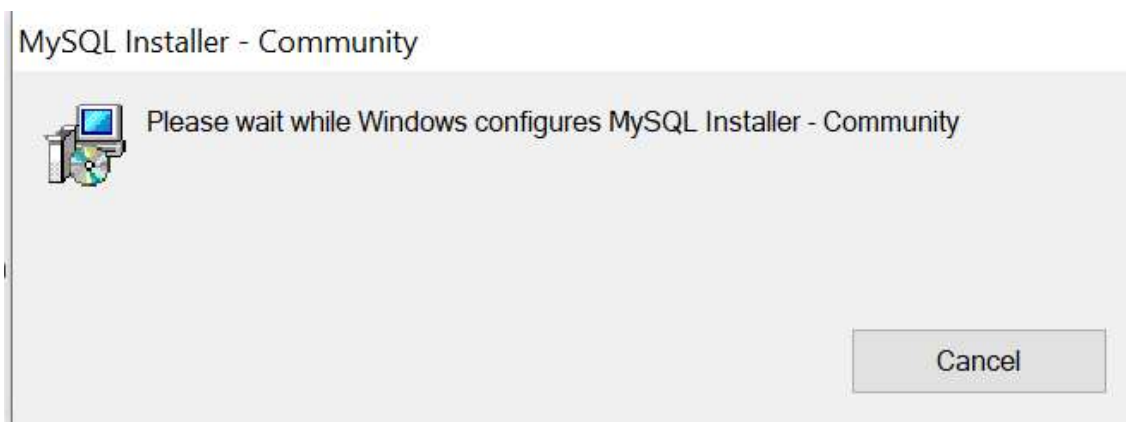 MySQL Installer - Community
Please wait while Windows configures MySQL Installer - Community
Cancel